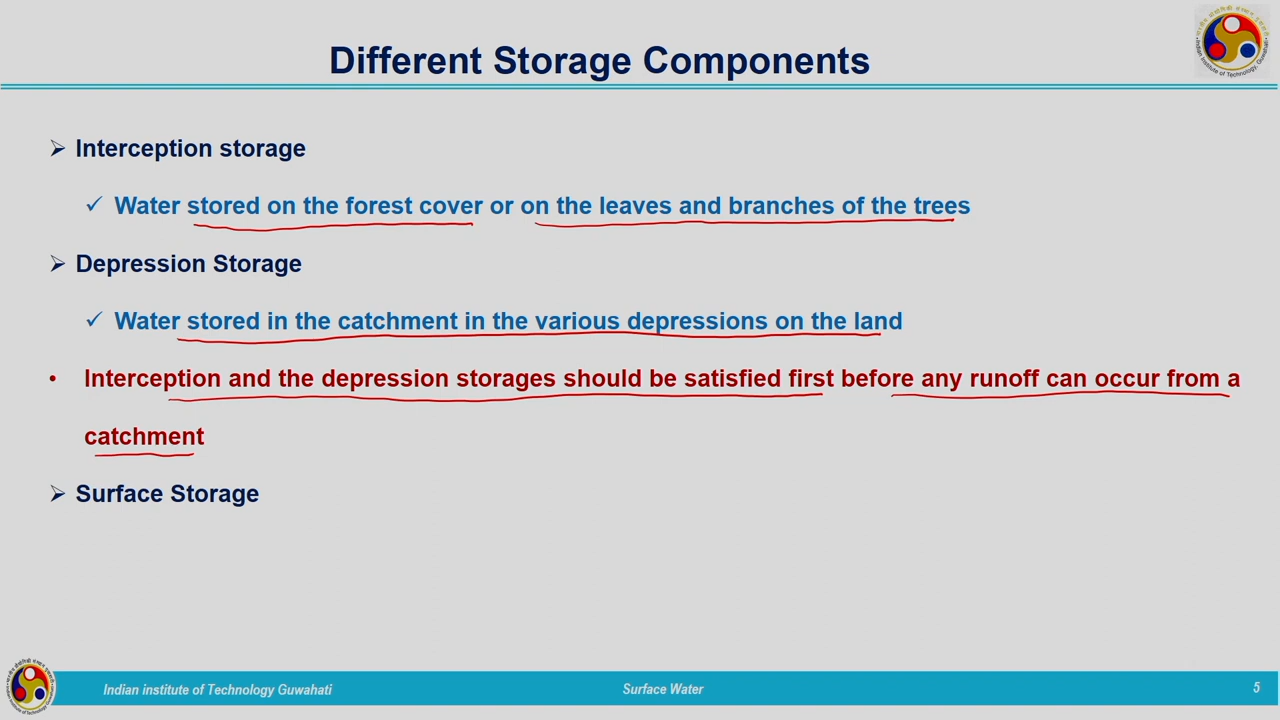 Different Storage Components
Interception storage
Water stored on the forest cover or on the leaves and branches of the trees
Depression Storage
Water stored in the catchment in the various depressions on the land
Interception and the depression storages should be satisfied first before any runoff can occur from a
catchment
Surface Storage
Indian institute of Technology Guwahati
Surface Water
5